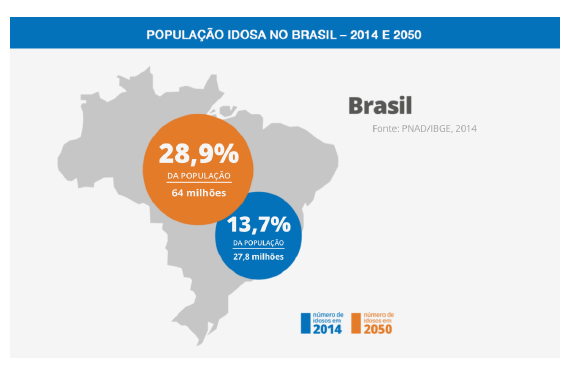 POPULAÇÃO IDOSA NO BRASIL – 2014 E 2050
Brasil
Fonte: PNAD/IBGE, 2014
28,9%
DA POPULAÇÃO
64 milhões
13,7%
DA POPULAÇÃO
27,8 milhões
número de
idosos em
2014
número de
idosos em
2050